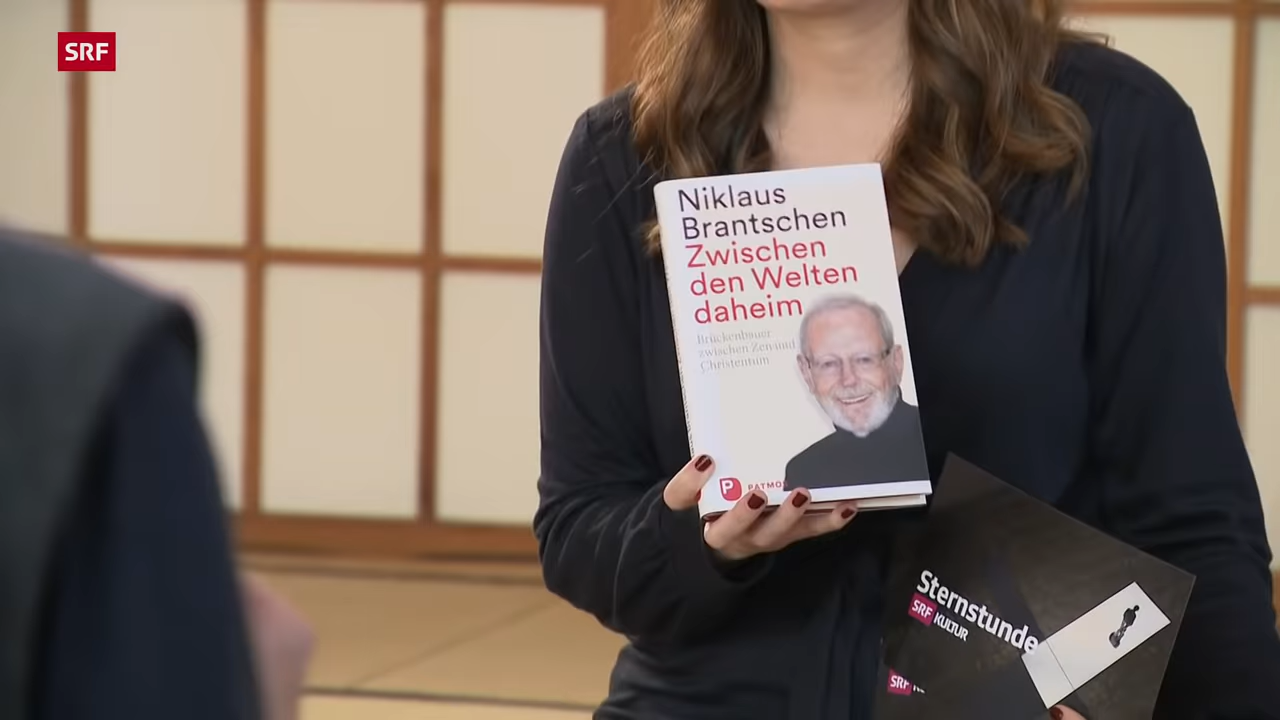 SRF
Niklaus
Brantschen
Zwischen
den Welten
daheim
Brückenbauer
zwischen Zen und
Christentum
P PATMOS
Sternstunde
SRF KULTUR
SRF